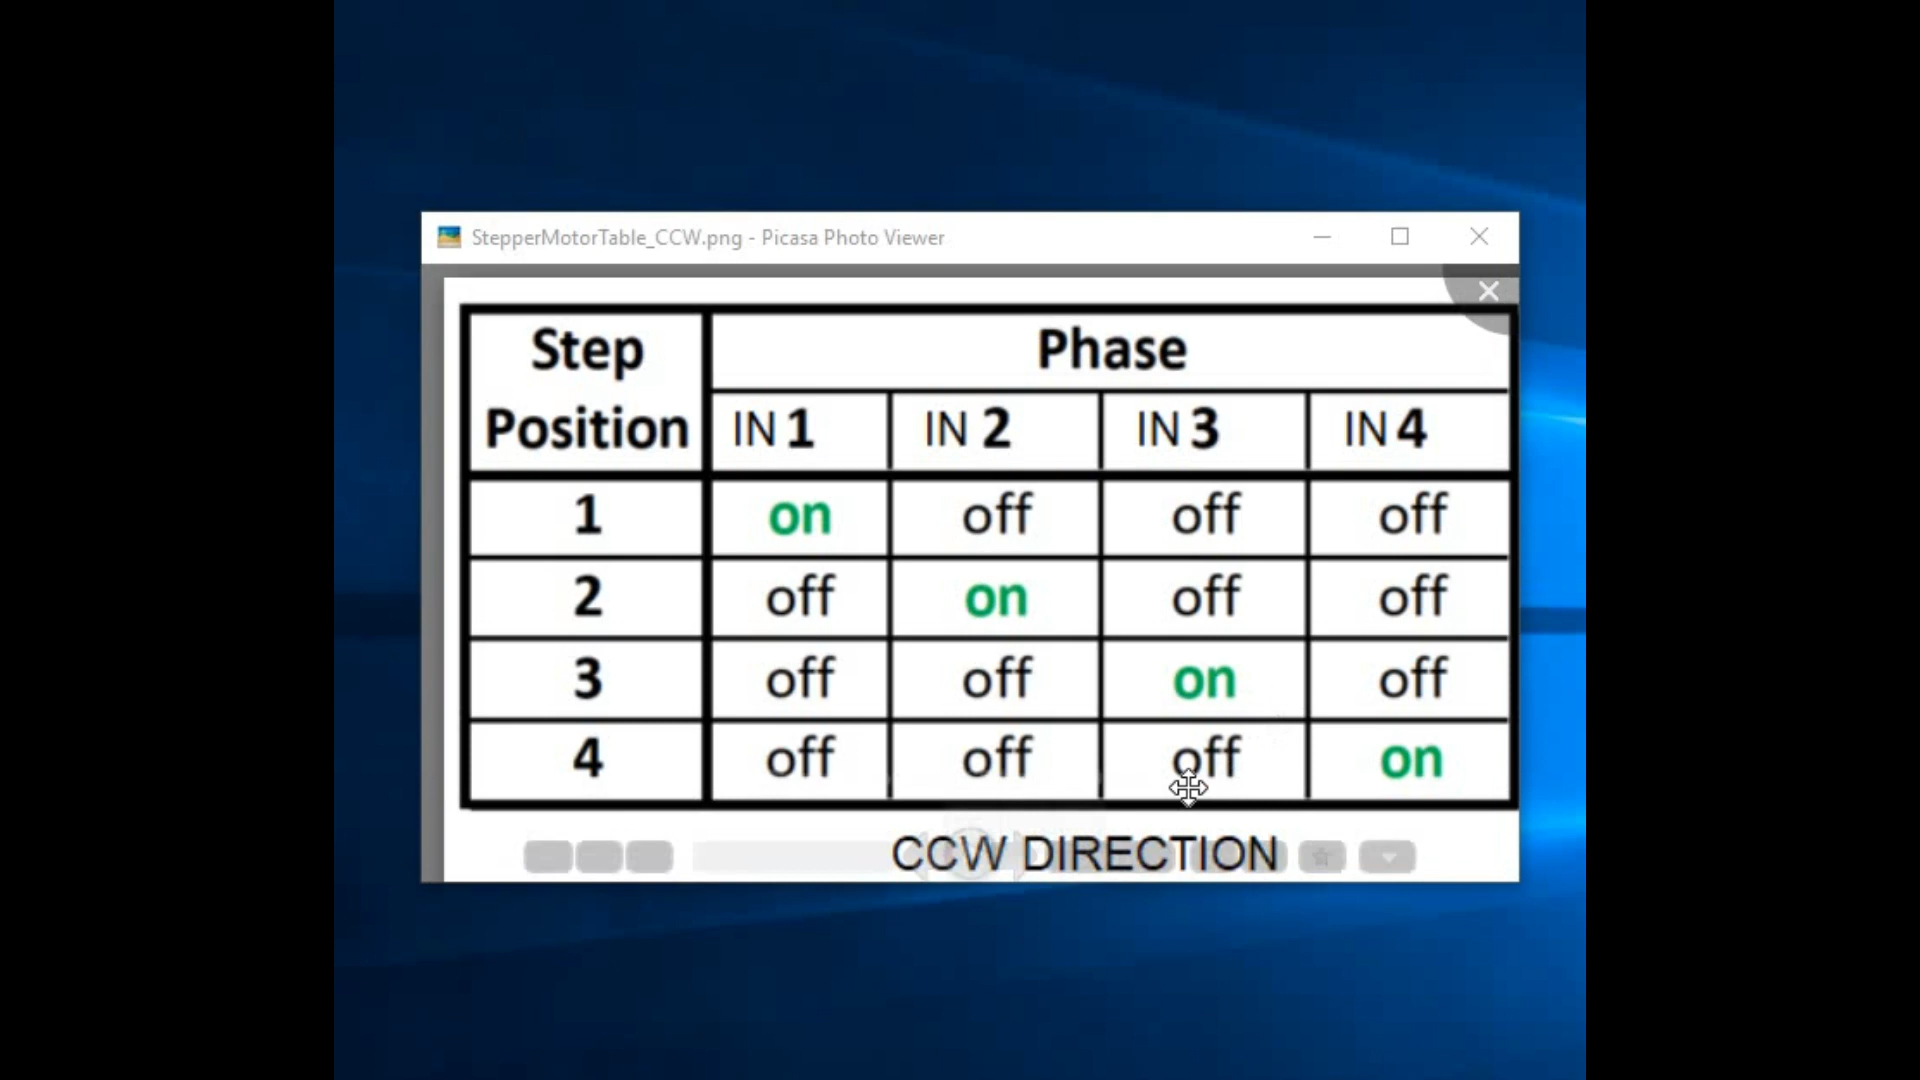 StepperMotorTable_CCW.png - Picasa Photo Viewer
Step Position Phase
IN 1 IN 2 IN 3 IN 4
1 on off off off
2 off on off off
3 off off on off
4 off off off on
CCW DIRECTION